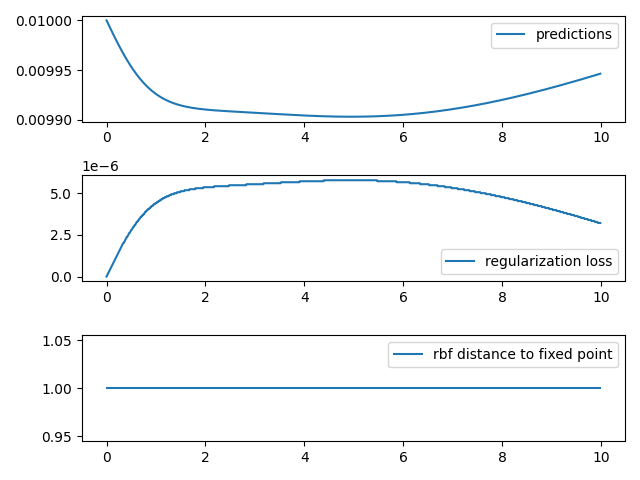 0.01000
0.00995
0.00990
predictions
0 2 4 6 8 10
1e−6
5.0
2.5
0.0
regularization loss
0 2 4 6 8 10
1.05
1.00
0.95
rbf distance to fixed point
0 2 4 6 8 10